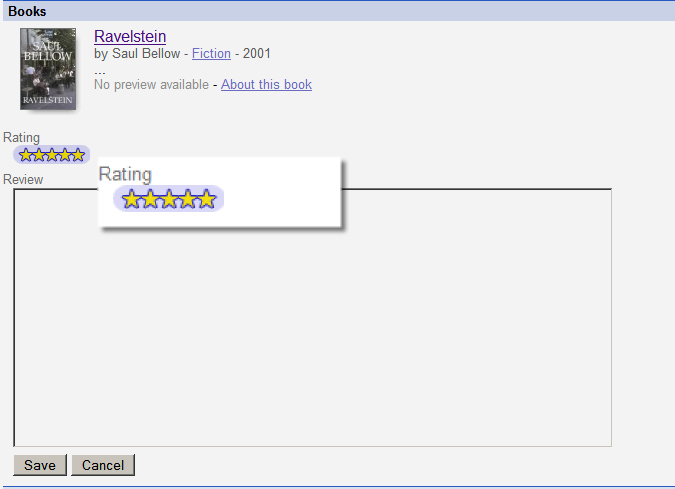 Books
SAUL
BELLOW
RAVELSTEIN
Ravelstein
by Saul Bellow - Fiction - 2001
...
No preview available - About this book
Rating
Rating
Review
Save Cancel